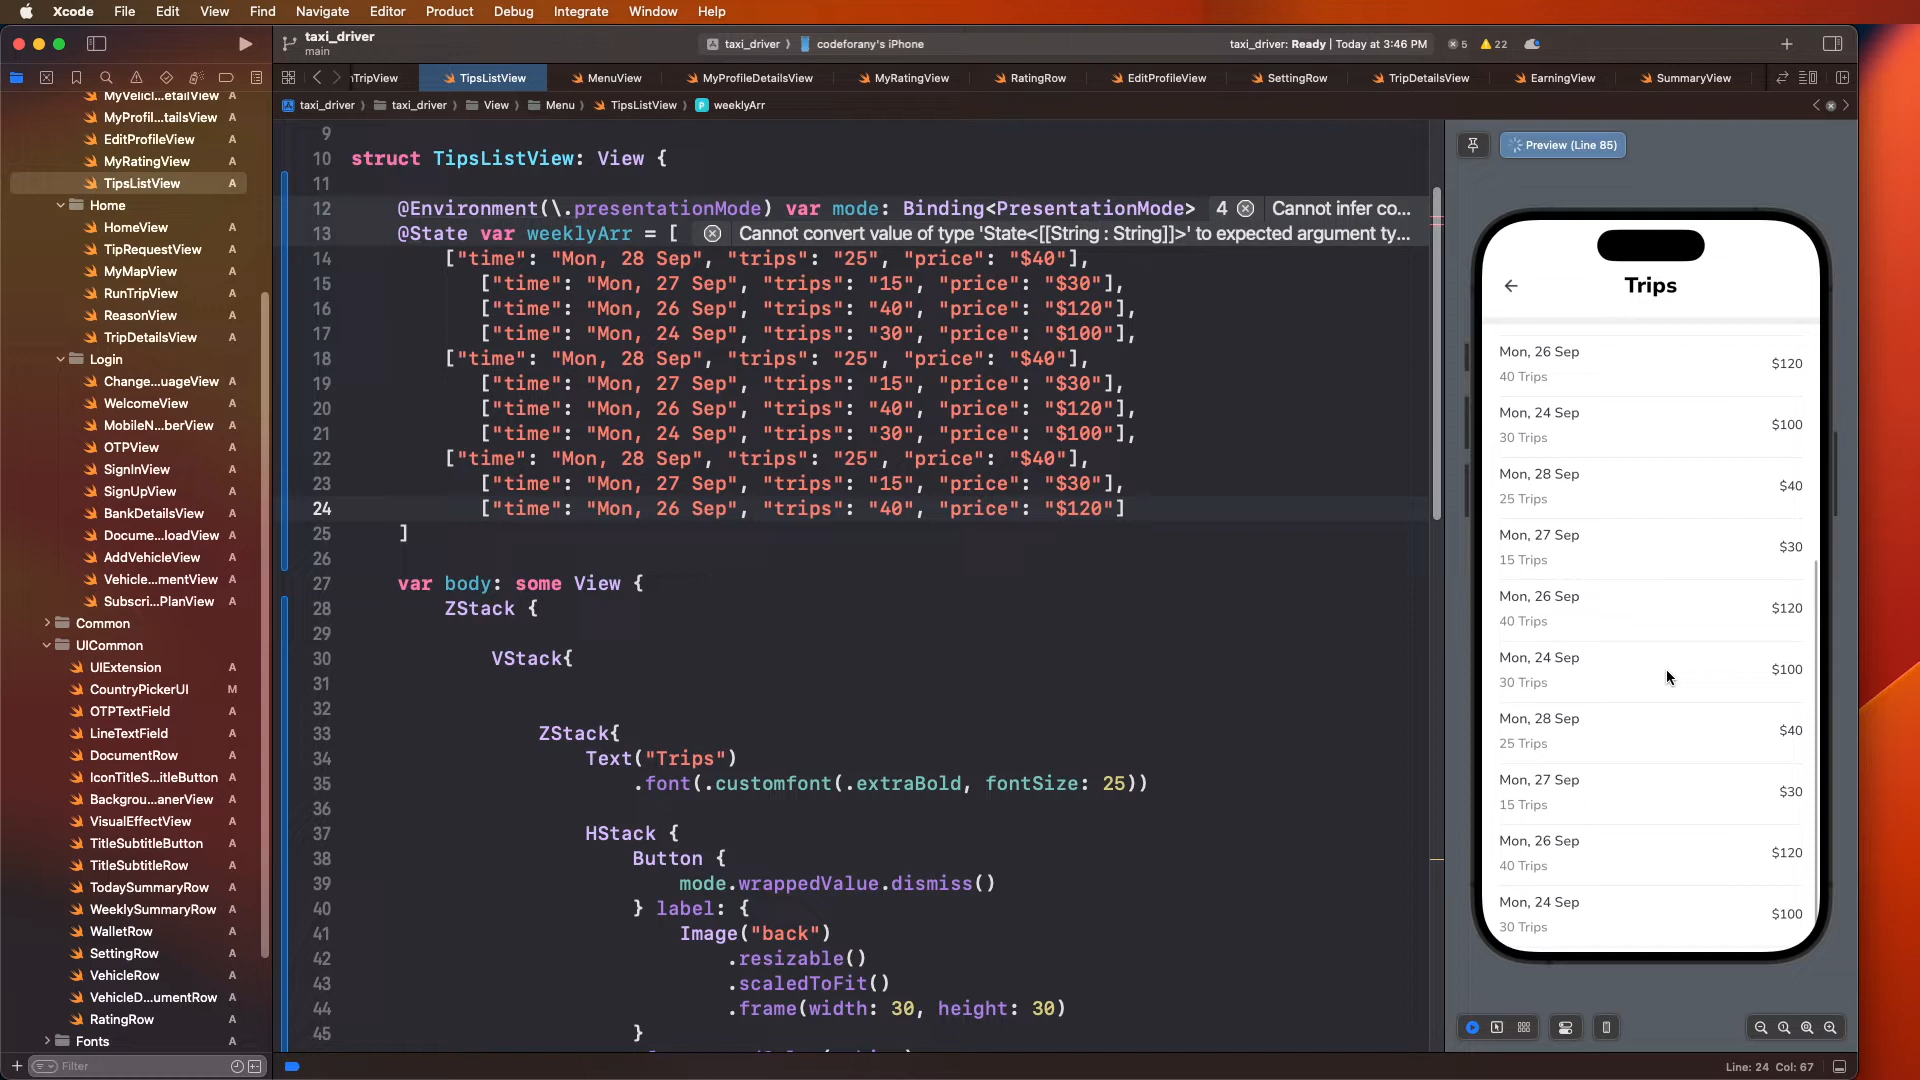 Xcode File Edit View Find Navigate Editor Product Debug Integrate Window Help
taxi_driver
main
taxi_driver
codeforany's iPhone
taxi_driver: Ready | Today at 3:46 PM
5
22
ıTripView
TipsListView
MenuView
MyProfileDetailsView
MyRatingView
RatingRow
EditProfileView
SettingRow
TripDetailsView
EarningView
SummaryView
taxi_driver
taxi_driver
View
Menu
TipsListView
weeklyArr
MyVehicl...etailView A
MyProfil...tailsView A
EditProfileView A
MyRatingView A
TipsListView A
Home
HomeView A
TipRequestView A
MyMapView A
RunTripView A
ReasonView A
TripDetailsView A
Login
Change...uageView A
WelcomeView A
MobileN...berView A
OTPView A
SignInView A
SignUpView A
BankDetailsView A
Docume...loadView A
AddVehicleView A
Vehicle...mentView A
Subscri...PlanView A
Common
UICommon
UIExtension A
CountryPickerUI M
OTPTextField A
LineTextField A
DocumentRow A
IconTitleS...itleButton A
Backgrou...anerView A
VisualEffectView A
TitleSubtitleButton A
TitleSubtitleRow A
TodaySummaryRow A
WeeklySummaryRow A
WalletRow A
SettingRow A
VehicleRow A
VehicleD...umentRow A
RatingRow A
Fonts A
Filter
9
10 struct TipsListView: View {
11
12 @Environment(\.presentationMode) var mode: Binding<PresentationMode> 4 Cannot infer co...
13 @State var weeklyArr = [ Cannot convert value of type 'State<[[String : String]]>' to expected argument ty...
14 ["time": "Mon, 28 Sep", "trips": "25", "price": "$40"],
15 ["time": "Mon, 27 Sep", "trips": "15", "price": "$30"],
16 ["time": "Mon, 26 Sep", "trips": "40", "price": "$120"],
17 ["time": "Mon, 24 Sep", "trips": "30", "price": "$100"],
18 ["time": "Mon, 28 Sep", "trips": "25", "price": "$40"],
19 ["time": "Mon, 27 Sep", "trips": "15", "price": "$30"],
20 ["time": "Mon, 26 Sep", "trips": "40", "price": "$120"],
21 ["time": "Mon, 24 Sep", "trips": "30", "price": "$100"],
22 ["time": "Mon, 28 Sep", "trips": "25", "price": "$40"],
23 ["time": "Mon, 27 Sep", "trips": "15", "price": "$30"],
24 ["time": "Mon, 26 Sep", "trips": "40", "price": "$120"]
25 ]
26
27 var body: some View {
28 ZStack {
29
30 VStack{
31
32
33 ZStack{
34 Text("Trips")
35 .font(.customfont(.extraBold, fontSize: 25))
36
37 HStack {
38 Button {
39 mode.wrappedValue.dismiss()
40 } label: {
41 Image("back")
42 .resizable()
43 .scaledToFit()
44 .frame(width: 30, height: 30)
45 }
Preview (Line 85)
Trips
Mon, 26 Sep
40 Trips
$120
Mon, 24 Sep
30 Trips
$100
Mon, 28 Sep
25 Trips
$40
Mon, 27 Sep
15 Trips
$30
Mon, 26 Sep
40 Trips
$120
Mon, 24 Sep
30 Trips
$100
Mon, 28 Sep
25 Trips
$40
Mon, 27 Sep
15 Trips
$30
Mon, 26 Sep
40 Trips
$120
Mon, 24 Sep
30 Trips
$100
Line: 24 Col: 67